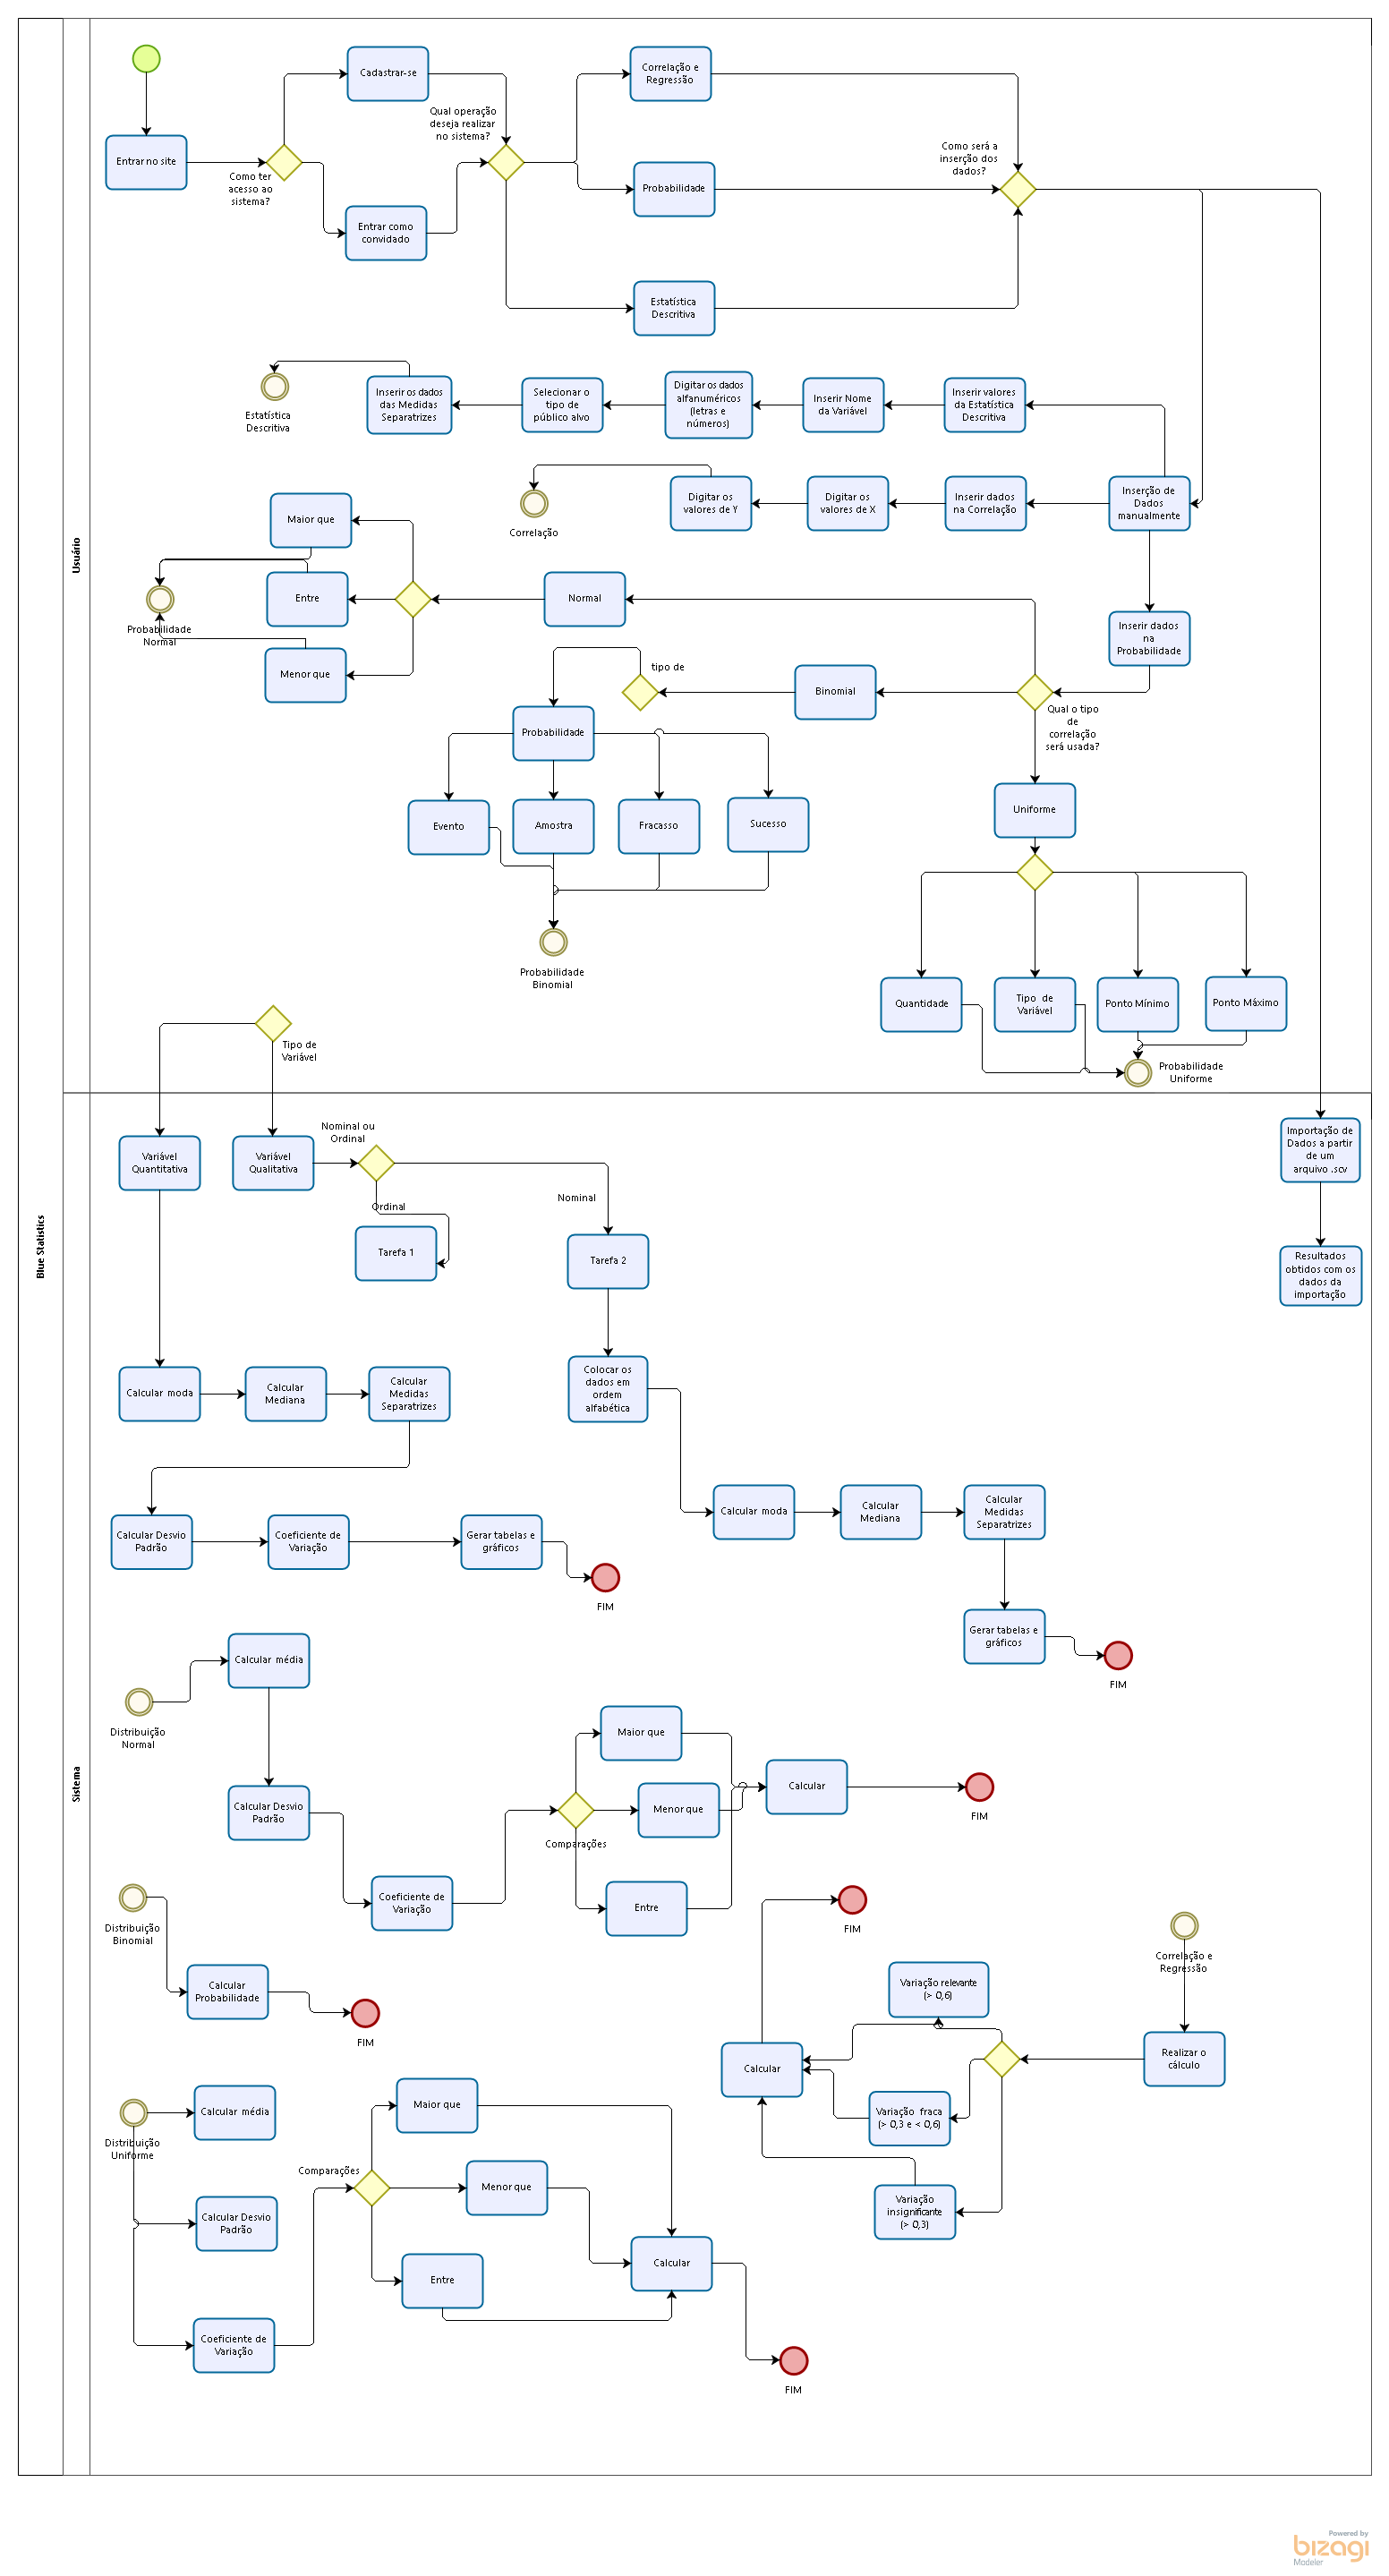 Blue Statistics
Usuário
Cadastrar-se
Correlação e
Regressão
Qual operação
deseja realizar
no sistema?
Entrar no site
Como ter
acesso ao
sistema?
Como será a
inserção dos
dados?
Probabilidade
Entrar como
convidado
Estatística
Descritiva
Estatística
Descritiva
Inserir os dados
das Medidas
Separatrizes
Selecionar o
tipo de
público alvo
Digitar os dados
alfanuméricos
(letras e
números)
Inserir Nome
da Variável
Inserir valores
da Estatística
Descritiva
Correlação
Digitar os
valores de Y
Digitar os
valores de X
Inserir dados
na Correlação
Inserção de
Dados
manualmente
Maior que
Entre
Normal
Probabilidade
Normal
Menor que
Inserir dados
na
Probabilidade
tipo de
Binomial
Qual o tipo
de
correlação
será usada?
Probabilidade
Evento
Amostra
Fracasso
Sucesso
Uniforme
Probabilidade
Binomial
Quantidade
Tipo de
Variável
Ponto Mínimo
Ponto Máximo
Probabilidade
Uniforme
Tipo de
Variável
Sistema
Variável
Quantitativa
Variável
Qualitativa
Nominal ou
Ordinal
Ordinal
Nominal
Tarefa 1
Tarefa 2
Importação de
Dados a partir
de um
arquivo .scv
Resultados
obtidos com os
dados da
importação
Calcular moda
Calcular
Mediana
Calcular
Medidas
Separatrizes
Colocar os
dados em
ordem
alfabética
Calcular Desvio
Padrão
Coeficiente de
Variação
Gerar tabelas e
gráficos
FIM
Calcular moda
Calcular
Mediana
Calcular
Medidas
Separatrizes
Gerar tabelas e
gráficos
FIM
Distribuição
Normal
Calcular média
Calcular Desvio
Padrão
Coeficiente de
Variação
Comparações
Maior que
Menor que
Entre
Calcular
FIM
Distribuição
Binomial
Calcular
Probabilidade
FIM
FIM
Correlação e
Regressão
Variação relevante
(> 0,6)
Calcular
Realizar o
cálculo
Variação fraca
(> 0,3 e < 0,6)
Variação
insignificante
(> 0,3)
Distribuição
Uniforme
Calcular média
Calcular Desvio
Padrão
Coeficiente de
Variação
Comparações
Maior que
Menor que
Entre
Calcular
FIM
Powered by
bizagi
Modeler